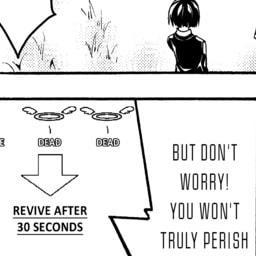 DEAD
DEAD
REVIVE AFTER
30 SECONDS
BUT DON'T
WORRY!
YOU WON'T
TRULY PERISH